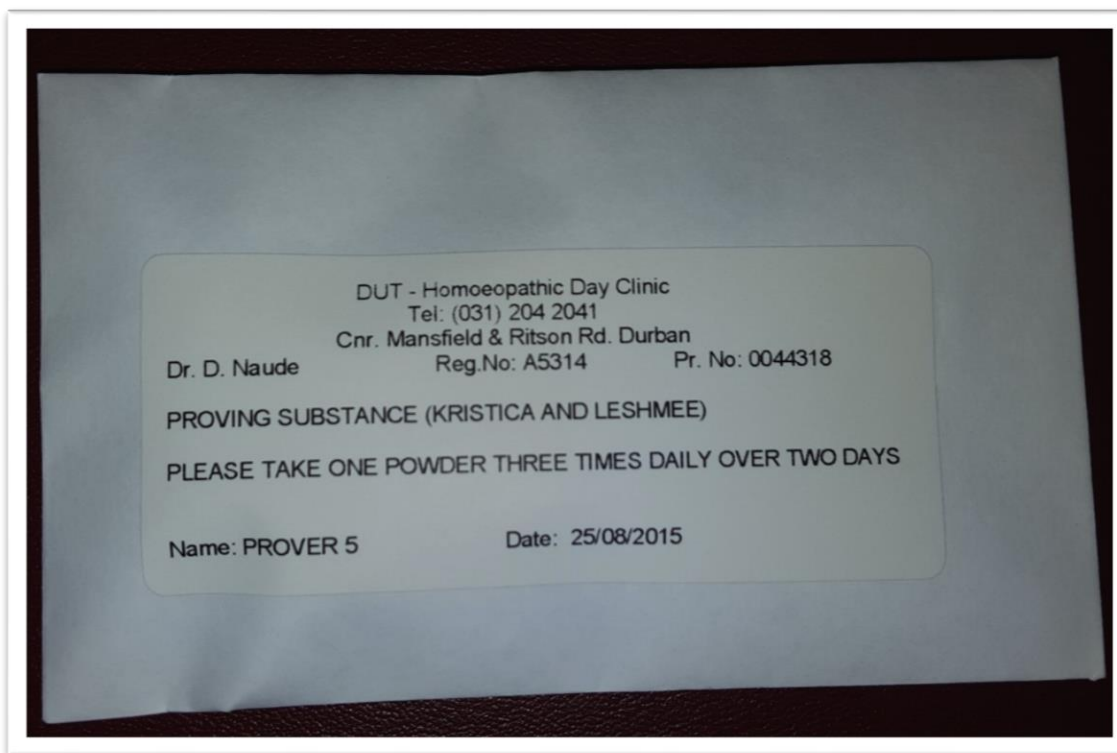 DUT - Homoeopathic Day Clinic
Tel: (031) 204 2041
Cnr. Mansfield & Ritson Rd. Durban
Dr. D. Naude Reg.No: A5314 Pr. No: 0044318
PROVING SUBSTANCE (KRISTICA AND LESHMEE)
PLEASE TAKE ONE POWDER THREE TIMES DAILY OVER TWO DAYS
Name: PROVER 5 Date: 25/08/2015